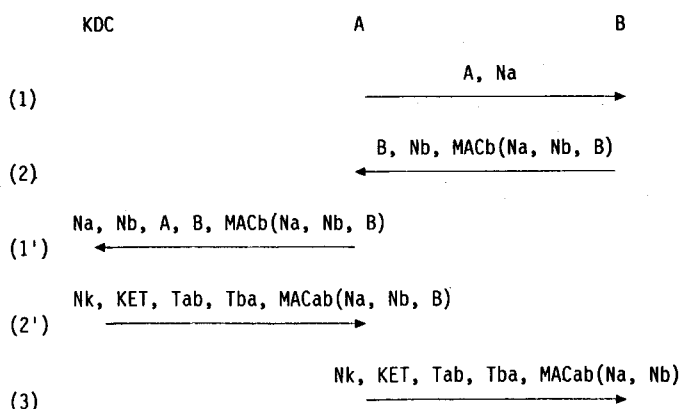 KDC A B
A, Na
(1)
B, Nb, MACb(Na, Nb, B)
(2)
Na, Nb, A, B, MACb(Na, Nb, B)
(1')
Nk, KET, Tab, Tba, MACab(Na, Nb, B)
(2')
Nk, KET, Tab, Tba, MACab(Na, Nb)
(3)